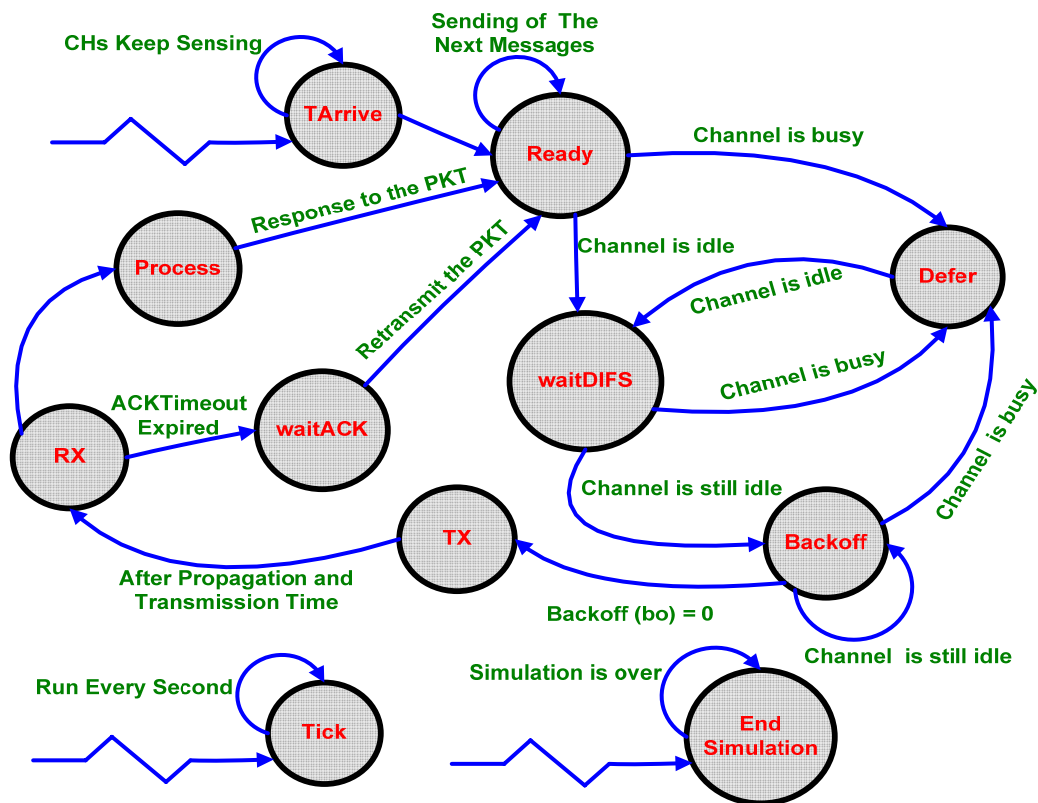 Sending of The
Next Messages
CHs Keep Sensing
TArrive
Ready
Channel is busy
Response to the PKT
Process
Retransmit the PKT
Channel is idle
Channel is idle
Defer
waitDIFS
Channel is busy
ACKTimeout
Expired
waitACK
RX
Channel is busy
Channel is still idle
TX
Backoff
After Propagation and
Transmission Time
Backoff (bo) = 0
Channel is still idle
Run Every Second
Tick
Simulation is over
End
Simulation